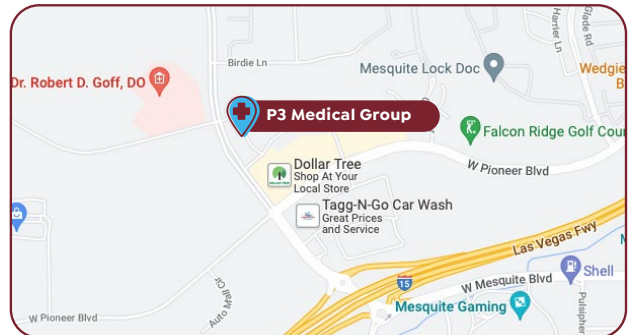 Harrier Ln
Glade Rd
Birdie Ln
Mesquite Lock Doc
Wedgie
B
Dr. Robert D. Goff, DO
P3 Medical Group
Falcon Ridge Golf Cour
Dollar Tree
Shop At Your
Local Store
W Pioneer Blvd
Tagg-N-Go Car Wash
Great Prices
and Service
Las Vegas Fwy
15
W Mesquite Blvd
Shell
Auto Mall Cir
Mesquite Gaming
Pulsipher
W Pioneer Blvd